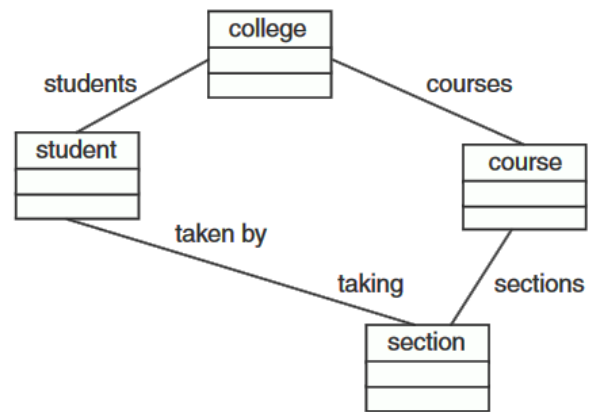 college
students
courses
student
course
taken by
taking
sections
section